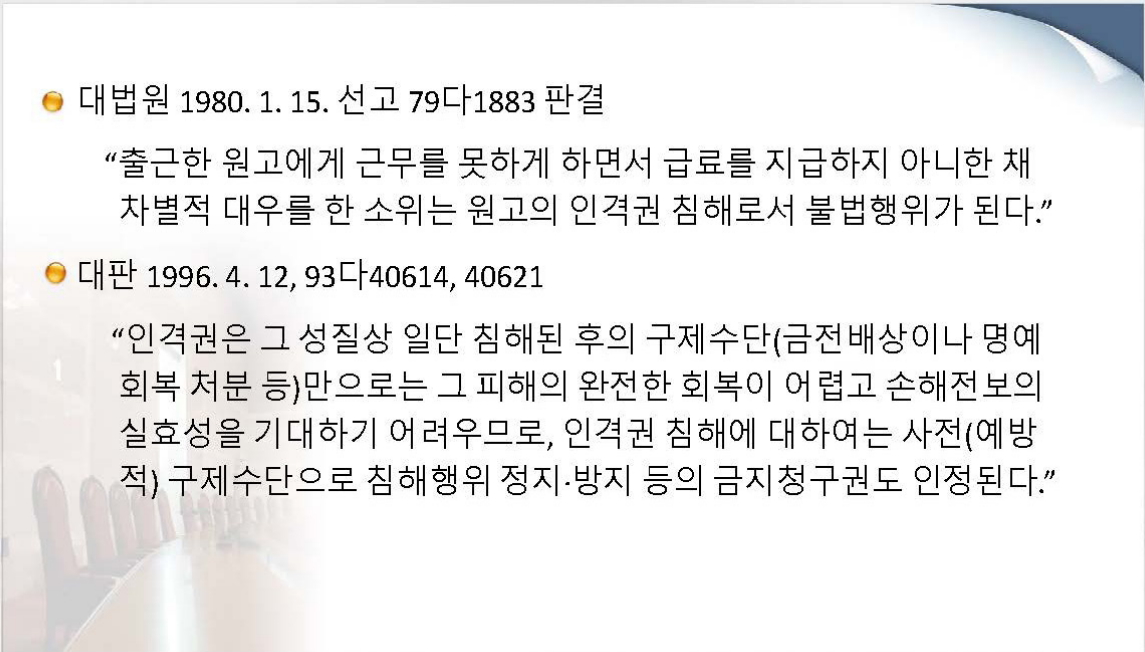 대법원 1980. 1. 15. 선고 79다1883 판결
“출근한 원고에게 근무를 못하게 하면서 급료를 지급하지 아니한 채
차별적 대우를 한 소위는 원고의 인격권 침해로서 불법행위가 된다.”
대판 1996. 4. 12, 93다40614, 40621
“인격권은 그 성질상 일단 침해된 후의 구제수단(금전배상이나 명예
회복 처분 등)만으로는 그 피해의 완전한 회복이 어렵고 손해전보의
실효성을 기대하기 어려우므로, 인격권 침해에 대하여는 사전(예방
적) 구제수단으로 침해행위 정지·방지 등의 금지청구권도 인정된다.”
1